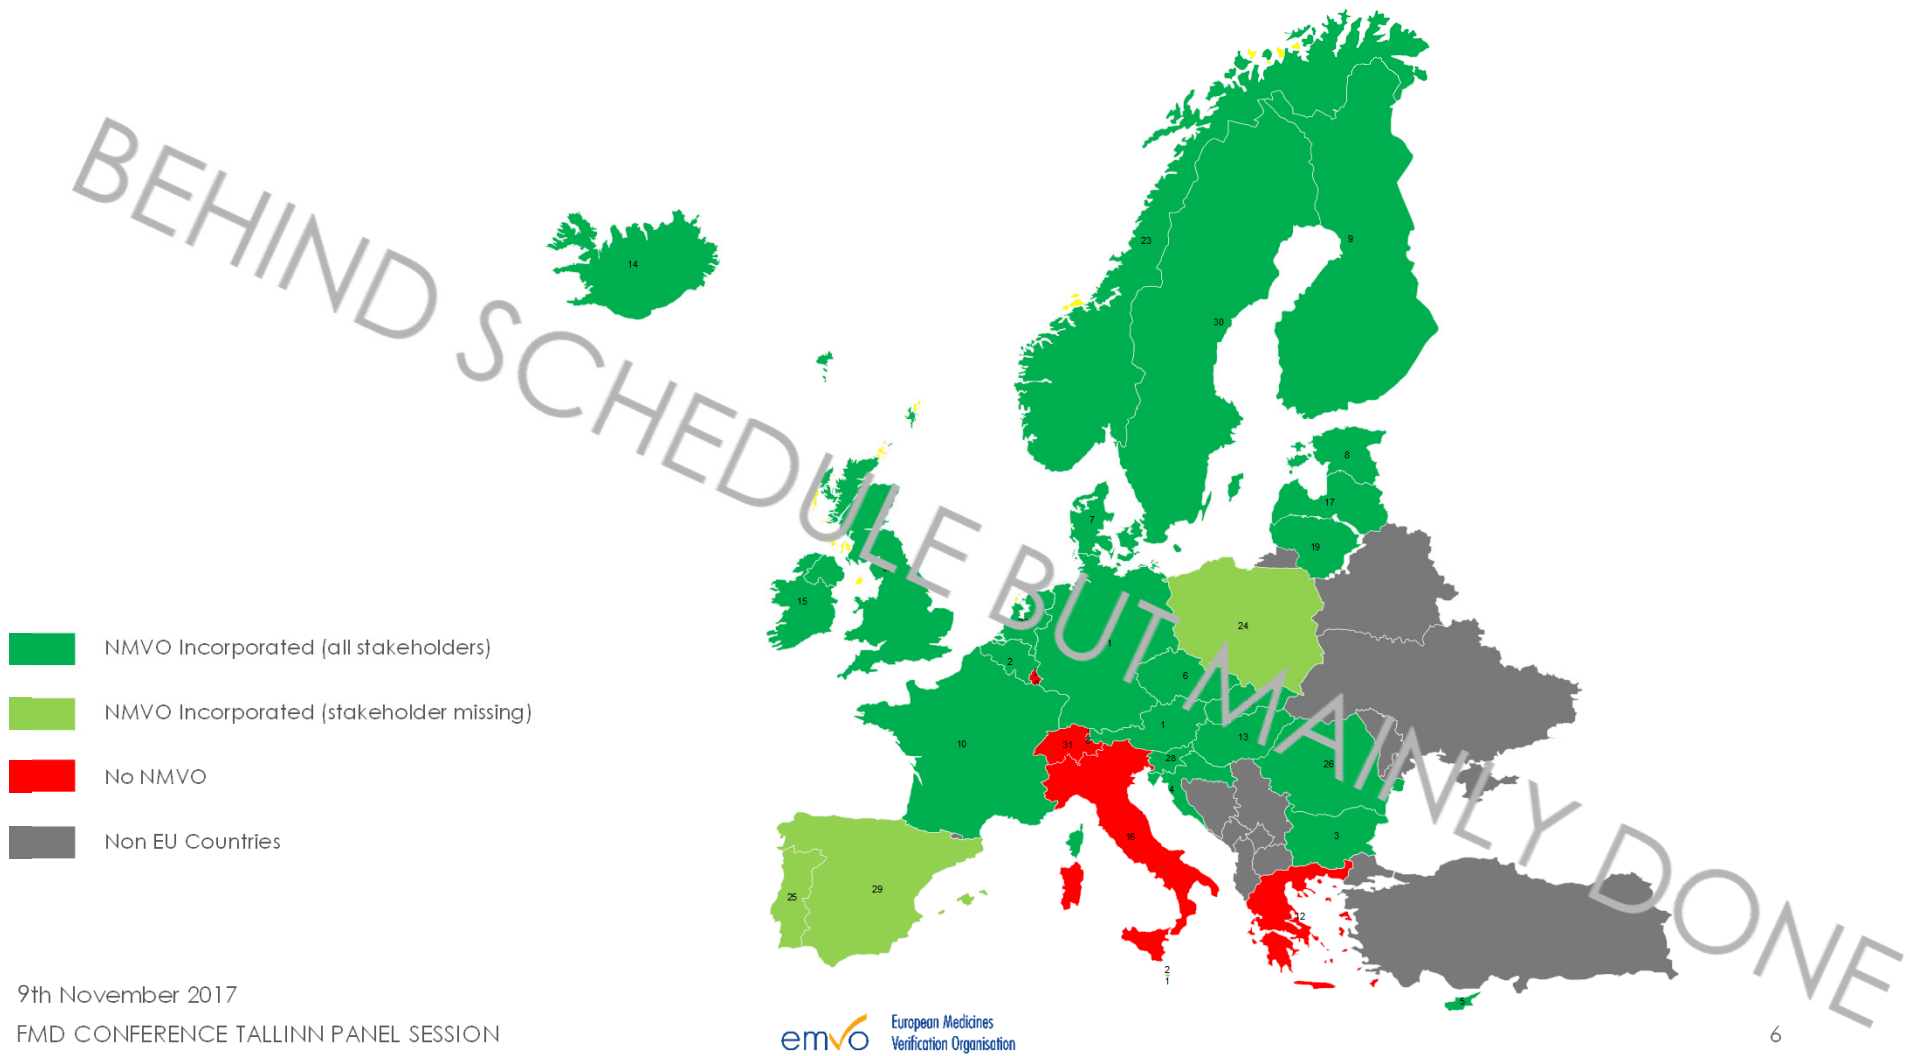 BEHIND SCHEDULE BUT MAINLY DONE
14
23
9
30
8
17
7
19
15
24
1
2
6
1
13
10
31
28
26
4
16
3
25
29
12
2
1
5
NMVO Incorporated (all stakeholders)
NMVO Incorporated (stakeholder missing)
No NMVO
Non EU Countries
9th November 2017
FMD CONFERENCE TALLINN PANEL SESSION
emvo
European Medicines
Verification Organisation
6